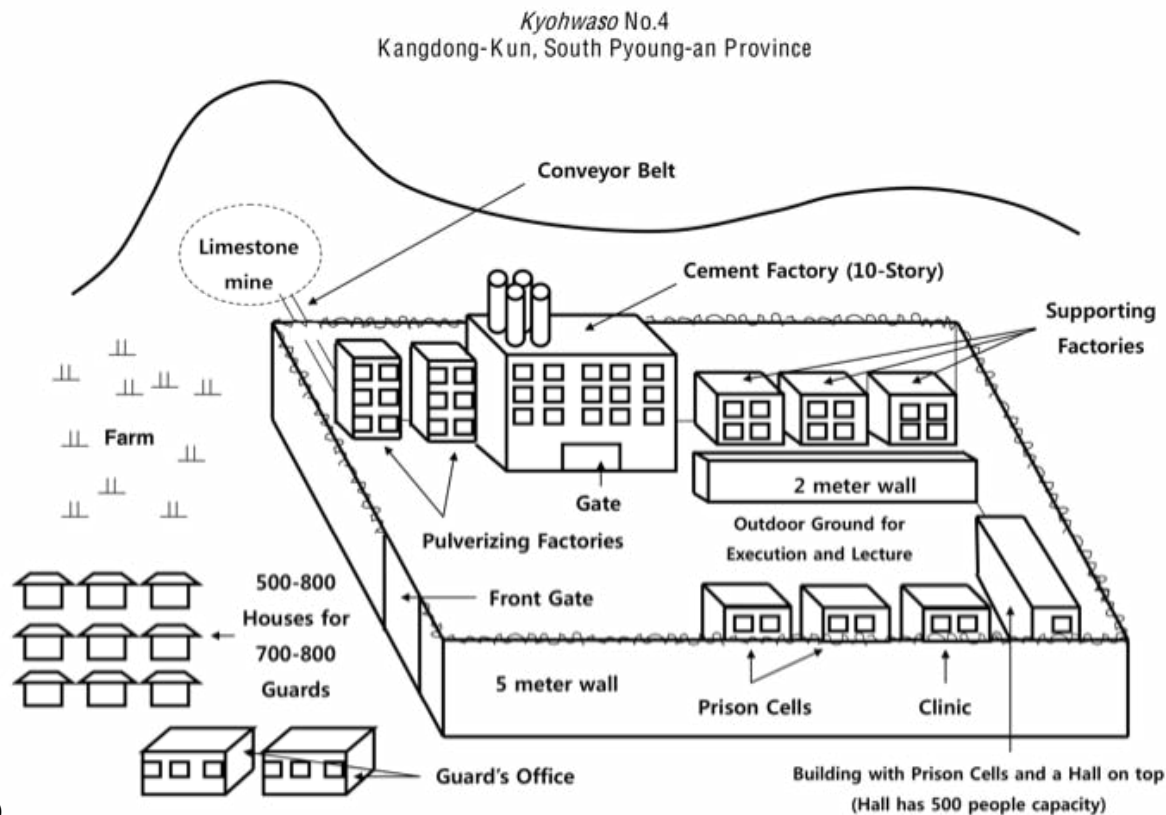 Kyohwaso No.4
Kangdong-Kun, South Pyoung-an Province
Conveyor Belt
Limestone
mine
Cement Factory (10-Story)
Supporting
Factories
Farm
Gate
2 meter wall
Pulverizing Factories
Outdoor Ground for
Execution and Lecture
500-800
Houses for
700-800
Guards
Front Gate
5 meter wall
Prison Cells
Clinic
Guard's Office
Building with Prison Cells and a Hall on top
(Hall has 500 people capacity)